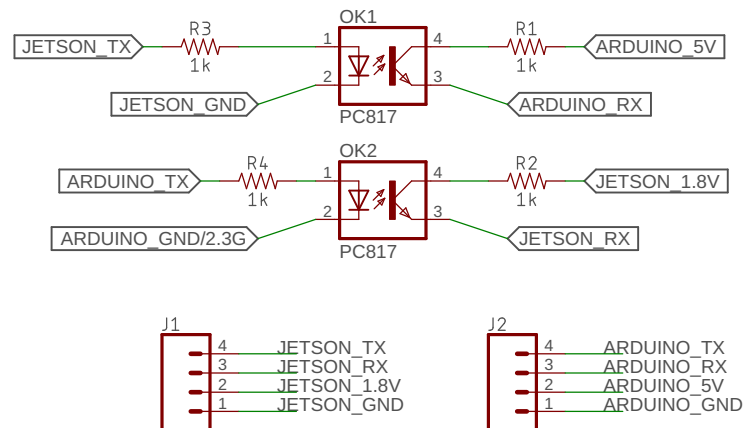 OK1
R3
R1
JETSON_TX
1
4
ARDUINO_5V
1k
1k
2
3
JETSON_GND
ARDUINO_RX
PC817
OK2
R4
R2
ARDUINO_TX
1
4
JETSON_1.8V
1k
1k
2
3
ARDUINO_GND/2.3G
JETSON_RX
PC817
J1
4 JETSON_TX
3 JETSON_RX
2 JETSON_1.8V
1 JETSON_GND
J2
4 ARDUINO_TX
3 ARDUINO_RX
2 ARDUINO_5V
1 ARDUINO_GND